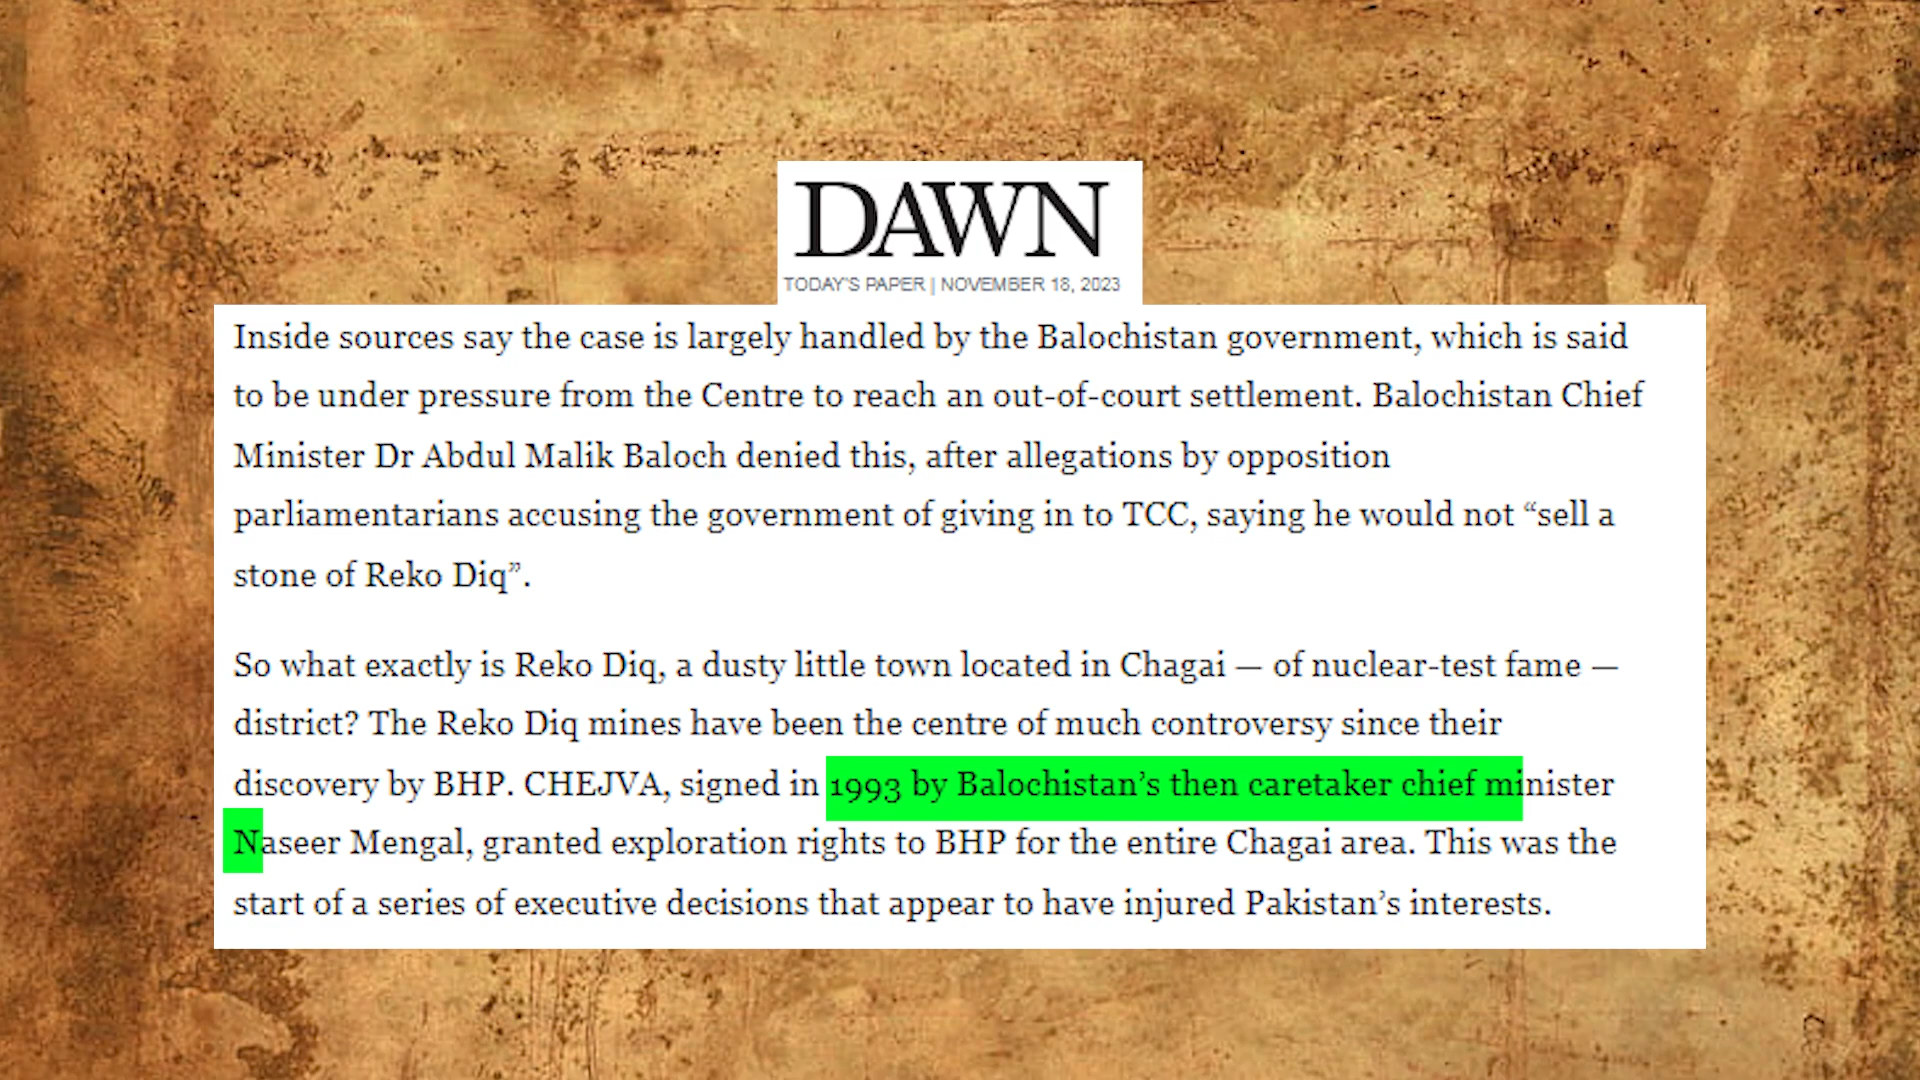 DAWN
TODAY'S PAPER | NOVEMBER 18, 2023
Inside sources say the case is largely handled by the Balochistan government, which is said
to be under pressure from the Centre to reach an out-of-court settlement. Balochistan Chief
Minister Dr Abdul Malik Baloch denied this, after allegations by opposition
parliamentarians accusing the government of giving in to TCC, saying he would not “sell a
stone of Reko Diq”.
So what exactly is Reko Diq, a dusty little town located in Chagai — of nuclear-test fame —
district? The Reko Diq mines have been the centre of much controversy since their
discovery by BHP. CHEJVA, signed in 1993 by Balochistan’s then caretaker chief minister
Naseer Mengal, granted exploration rights to BHP for the entire Chagai area. This was the
start of a series of executive decisions that appear to have injured Pakistan’s interests.